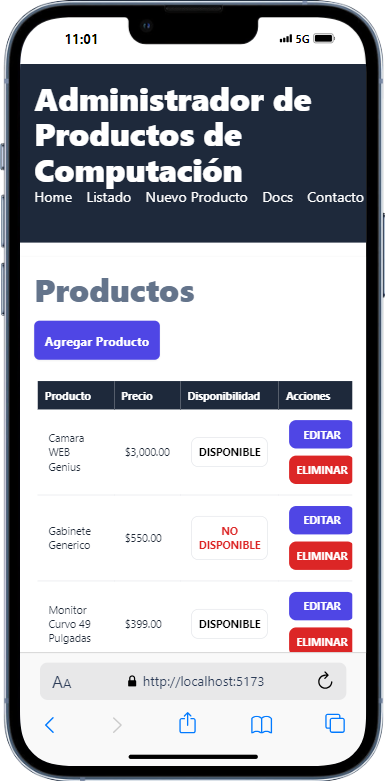 11:01
5G
Administrador de
Productos de
Computación
Home Listado Nuevo Producto Docs Contacto
Productos
Agregar Producto
Producto Precio Disponibilidad Acciones
Camara
WEB
Genius
$3,000.00
DISPONIBLE
EDITAR
ELIMINAR
Gabinete
Generico
$550.00
NO
DISPONIBLE
EDITAR
ELIMINAR
Monitor
Curvo 49
Pulgadas
$399.00
DISPONIBLE
EDITAR
ELIMINAR
AA
http://localhost:5173